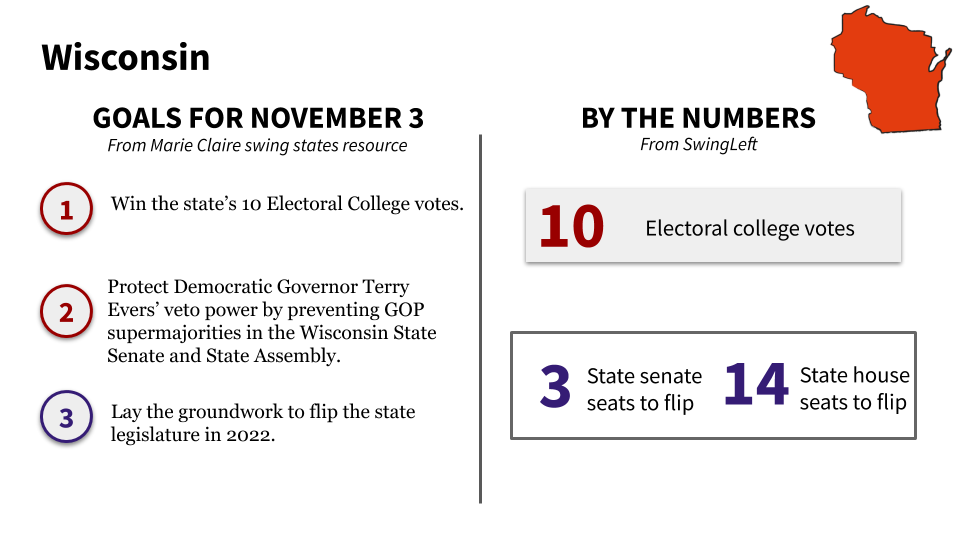 Wisconsin
GOALS FOR NOVEMBER 3
From Marie Claire swing states resource
1
Win the state’s 10 Electoral College votes.
2
Protect Democratic Governor Terry
Evers’ veto power by preventing GOP
supermajorities in the Wisconsin State
Senate and State Assembly.
3
Lay the groundwork to flip the state
legislature in 2022.
BY THE NUMBERS
From SwingLeft
10 Electoral college votes
3 State senate
seats to flip
14 State house
seats to flip